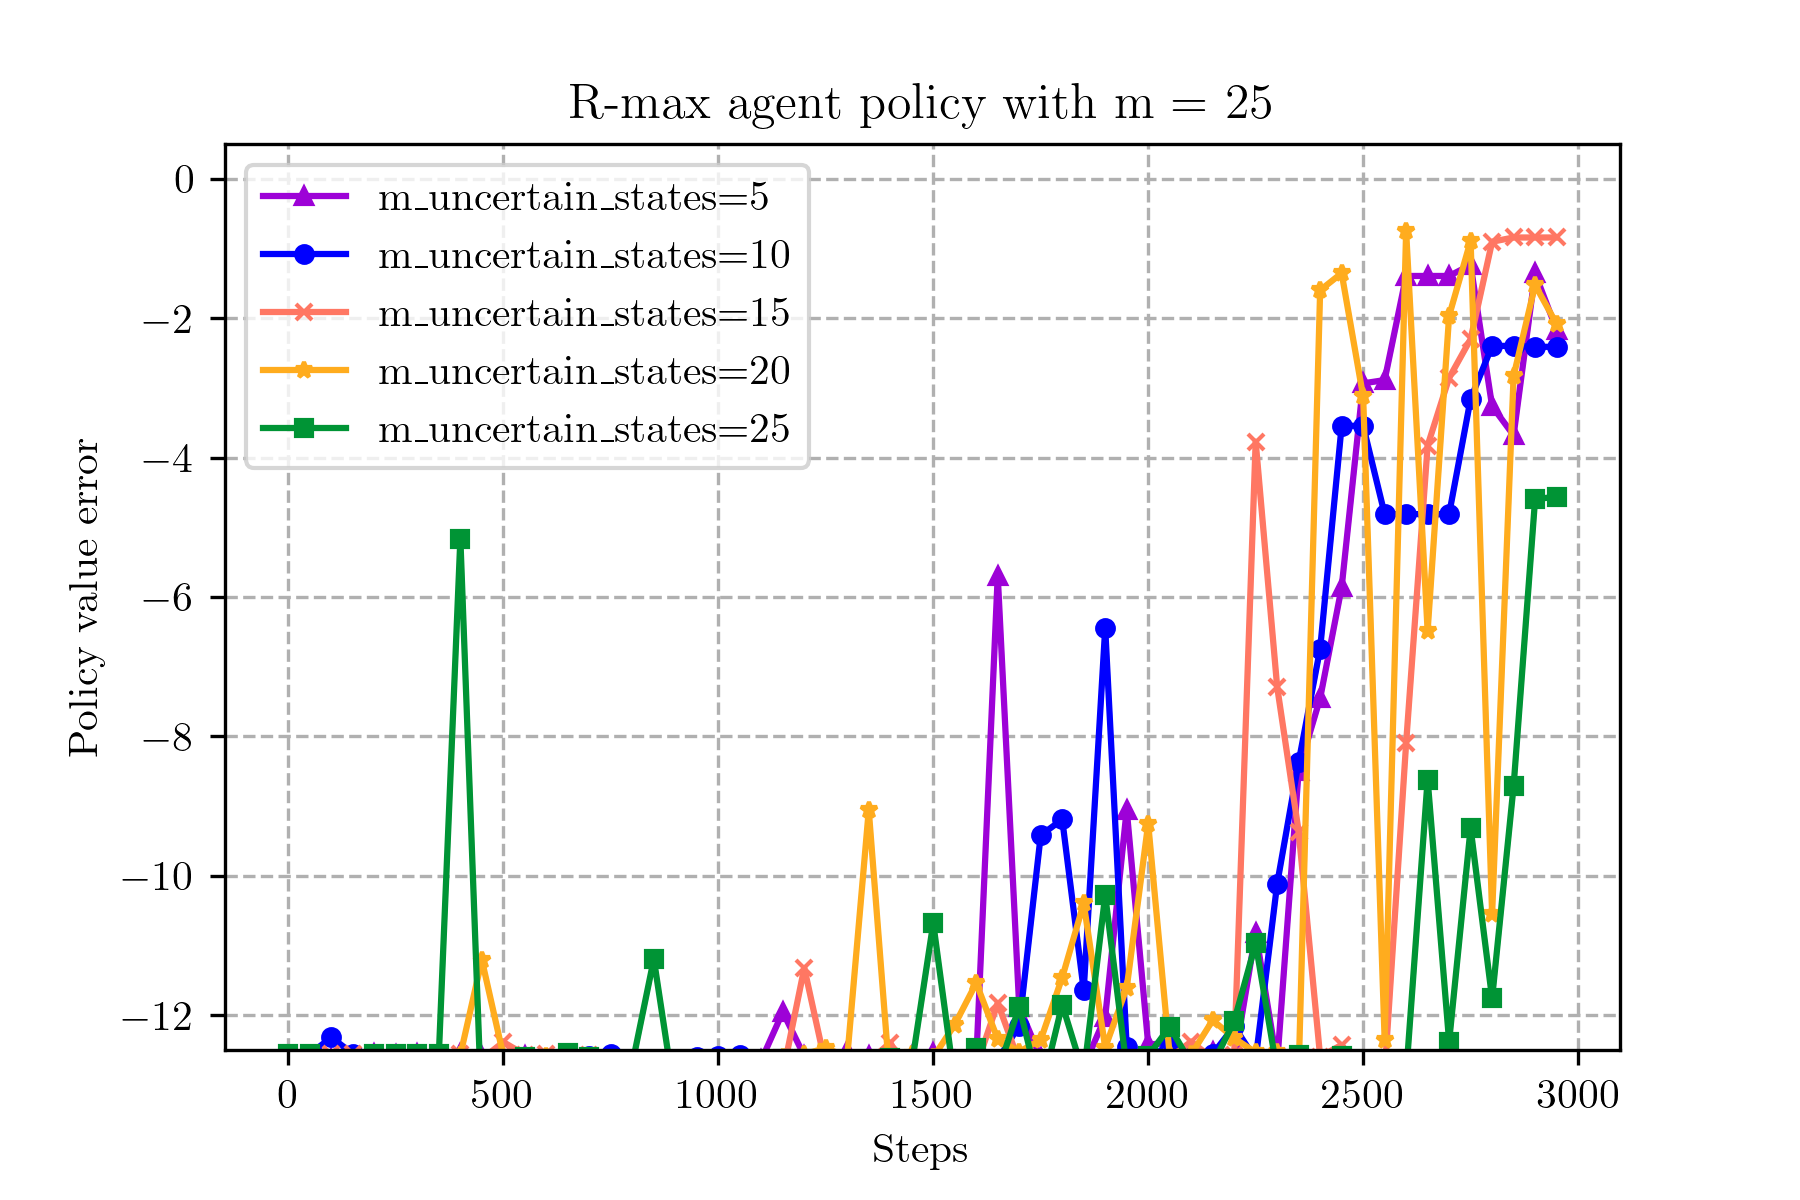 R-max agent policy with m = 25
m_uncertain_states=5
m_uncertain_states=10
m_uncertain_states=15
m_uncertain_states=20
m_uncertain_states=25
Policy value error
0
−2
−4
−6
−8
−10
−12
0 500 1000 1500 2000 2500 3000
Steps